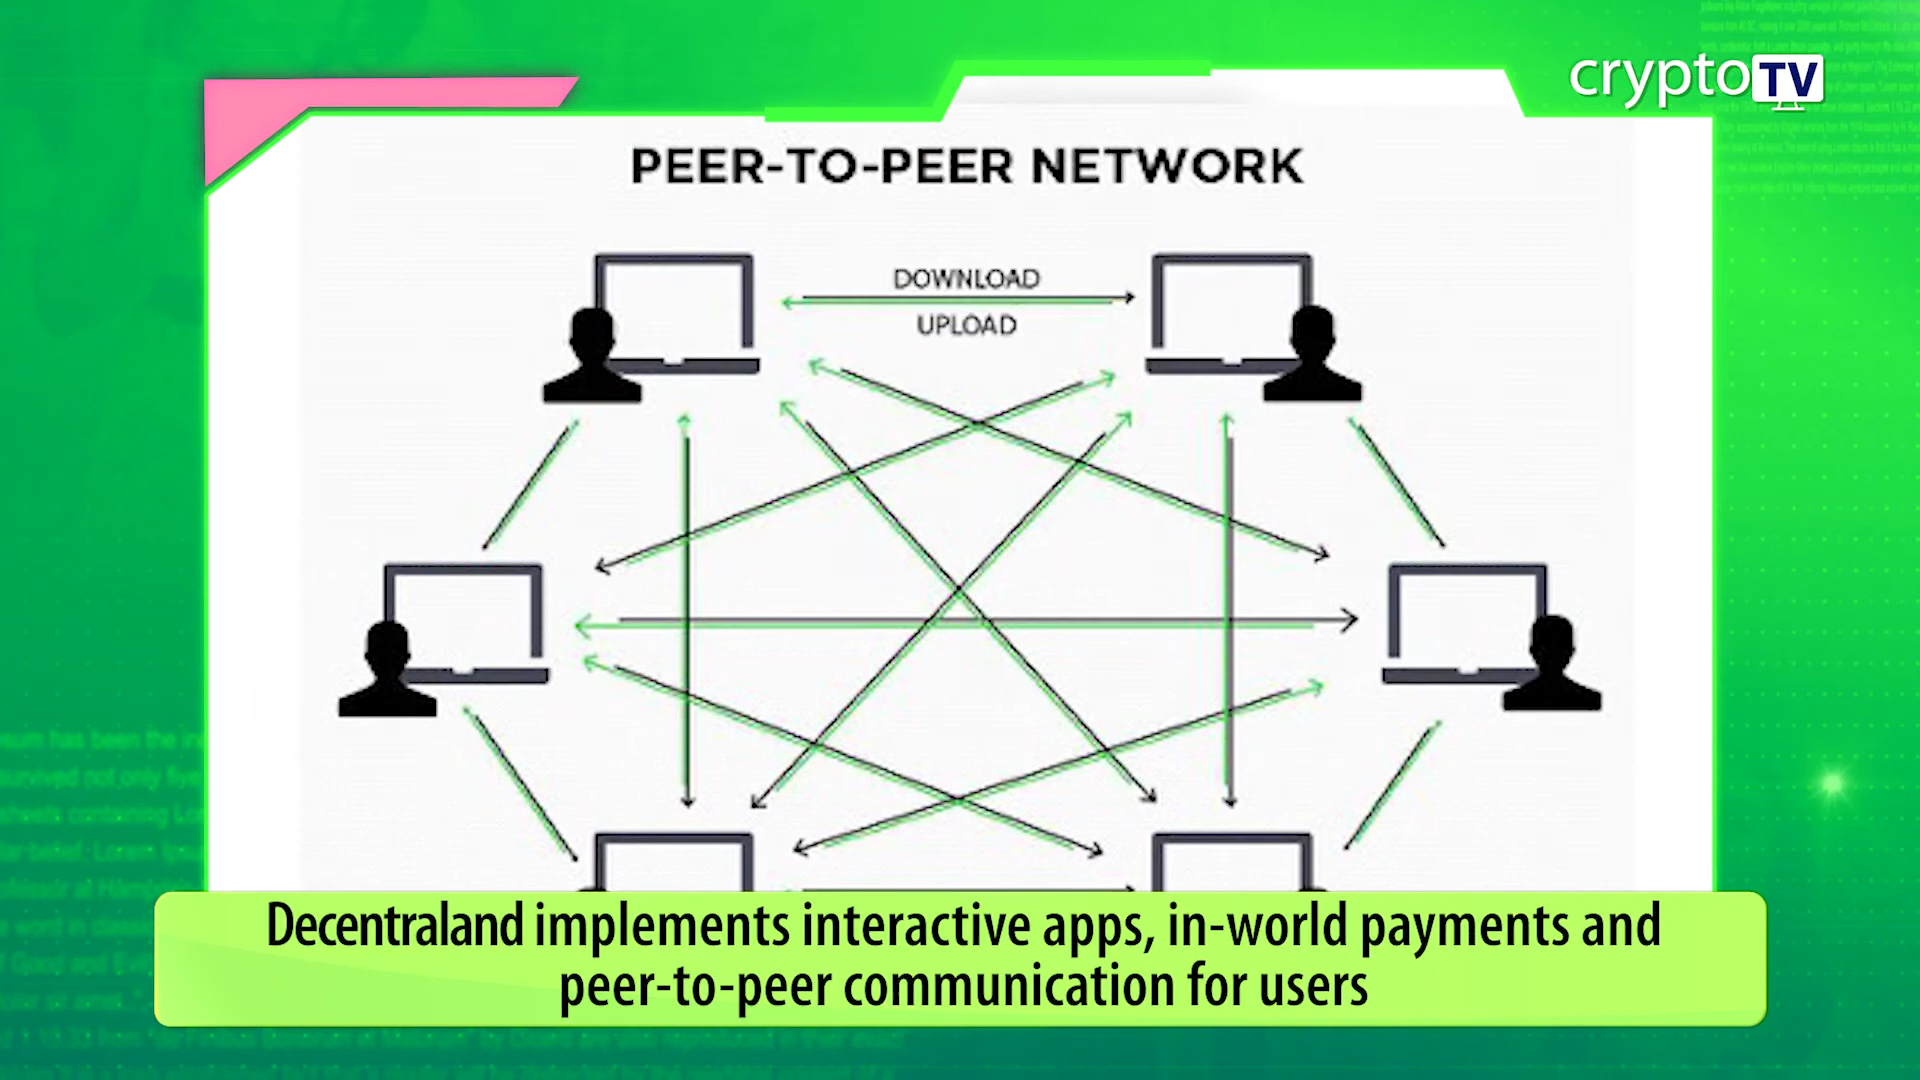 cryptoTV
PEER-TO-PEER NETWORK
DOWNLOAD
UPLOAD
Decentraland implements interactive apps, in-world payments and
peer-to-peer communication for users